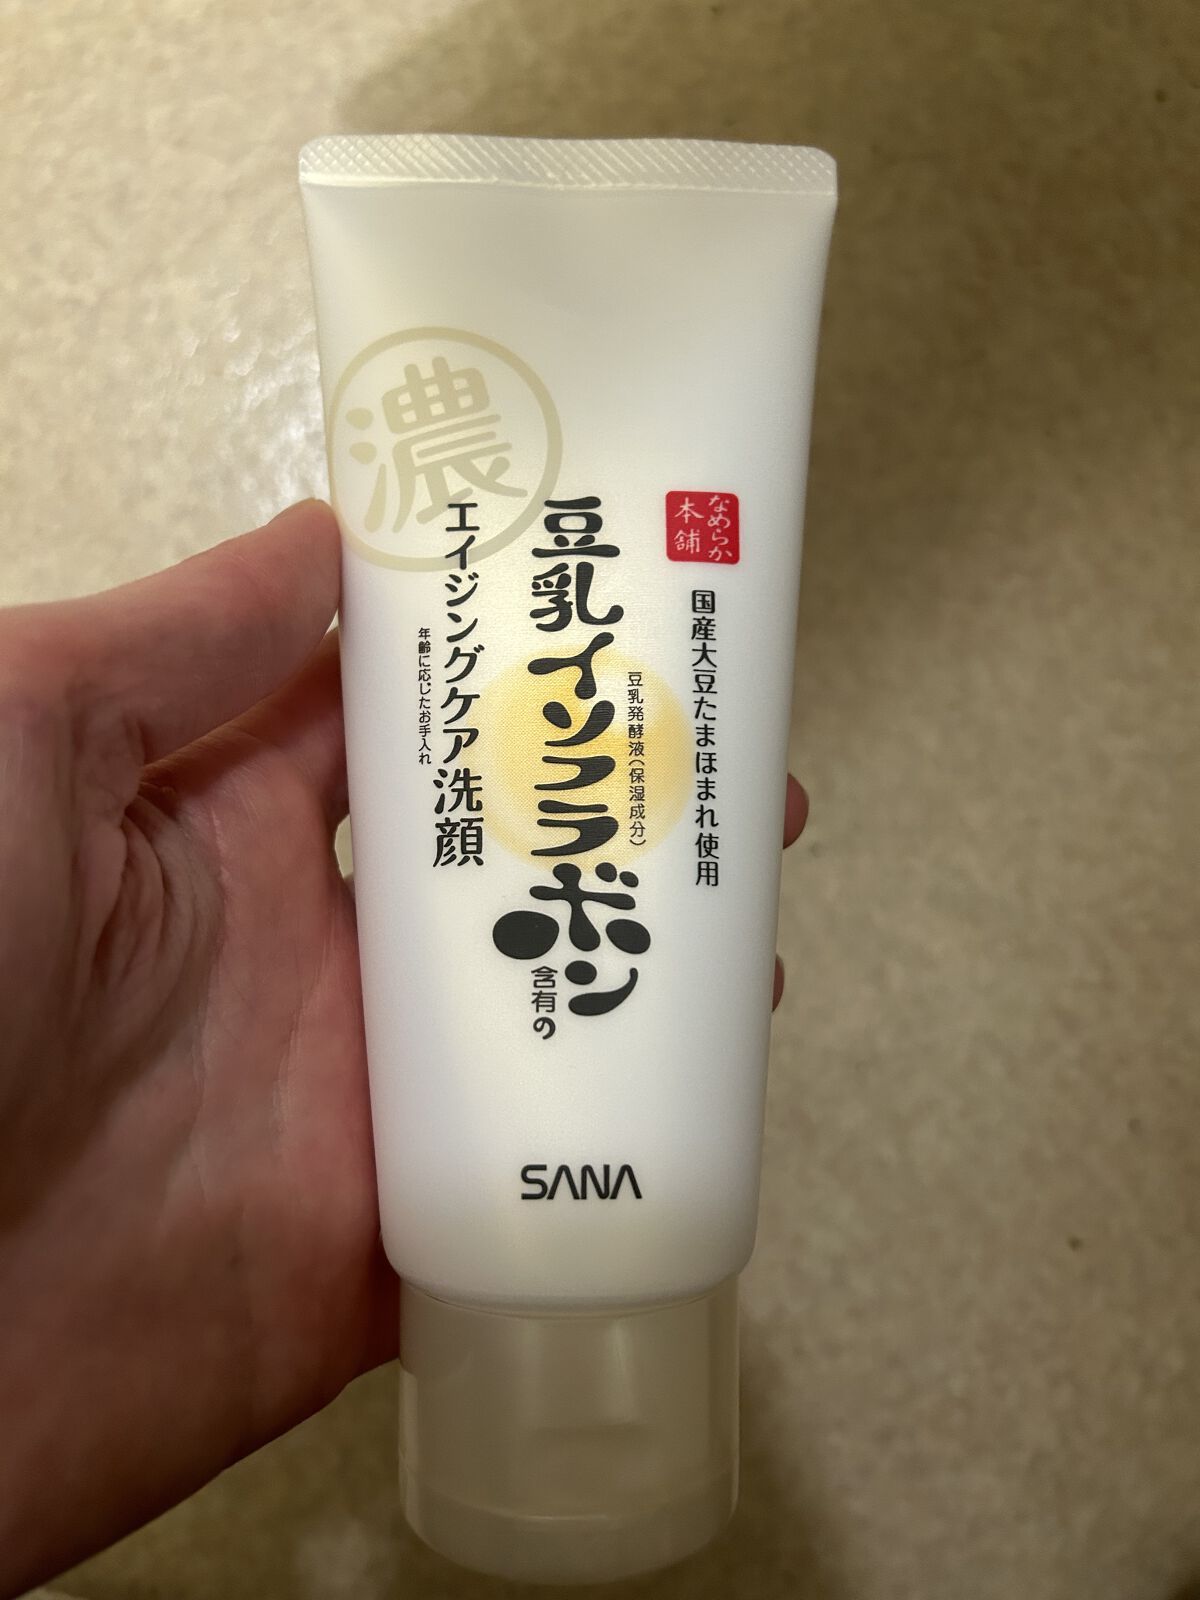 濃
なめらか
本舗
国産大豆たまほまれ使用
豆乳発酵液(保湿成分)
豆乳イソフラボン
含有の
エイジングケア洗顔
年齢に応じたお手入れ
SANA